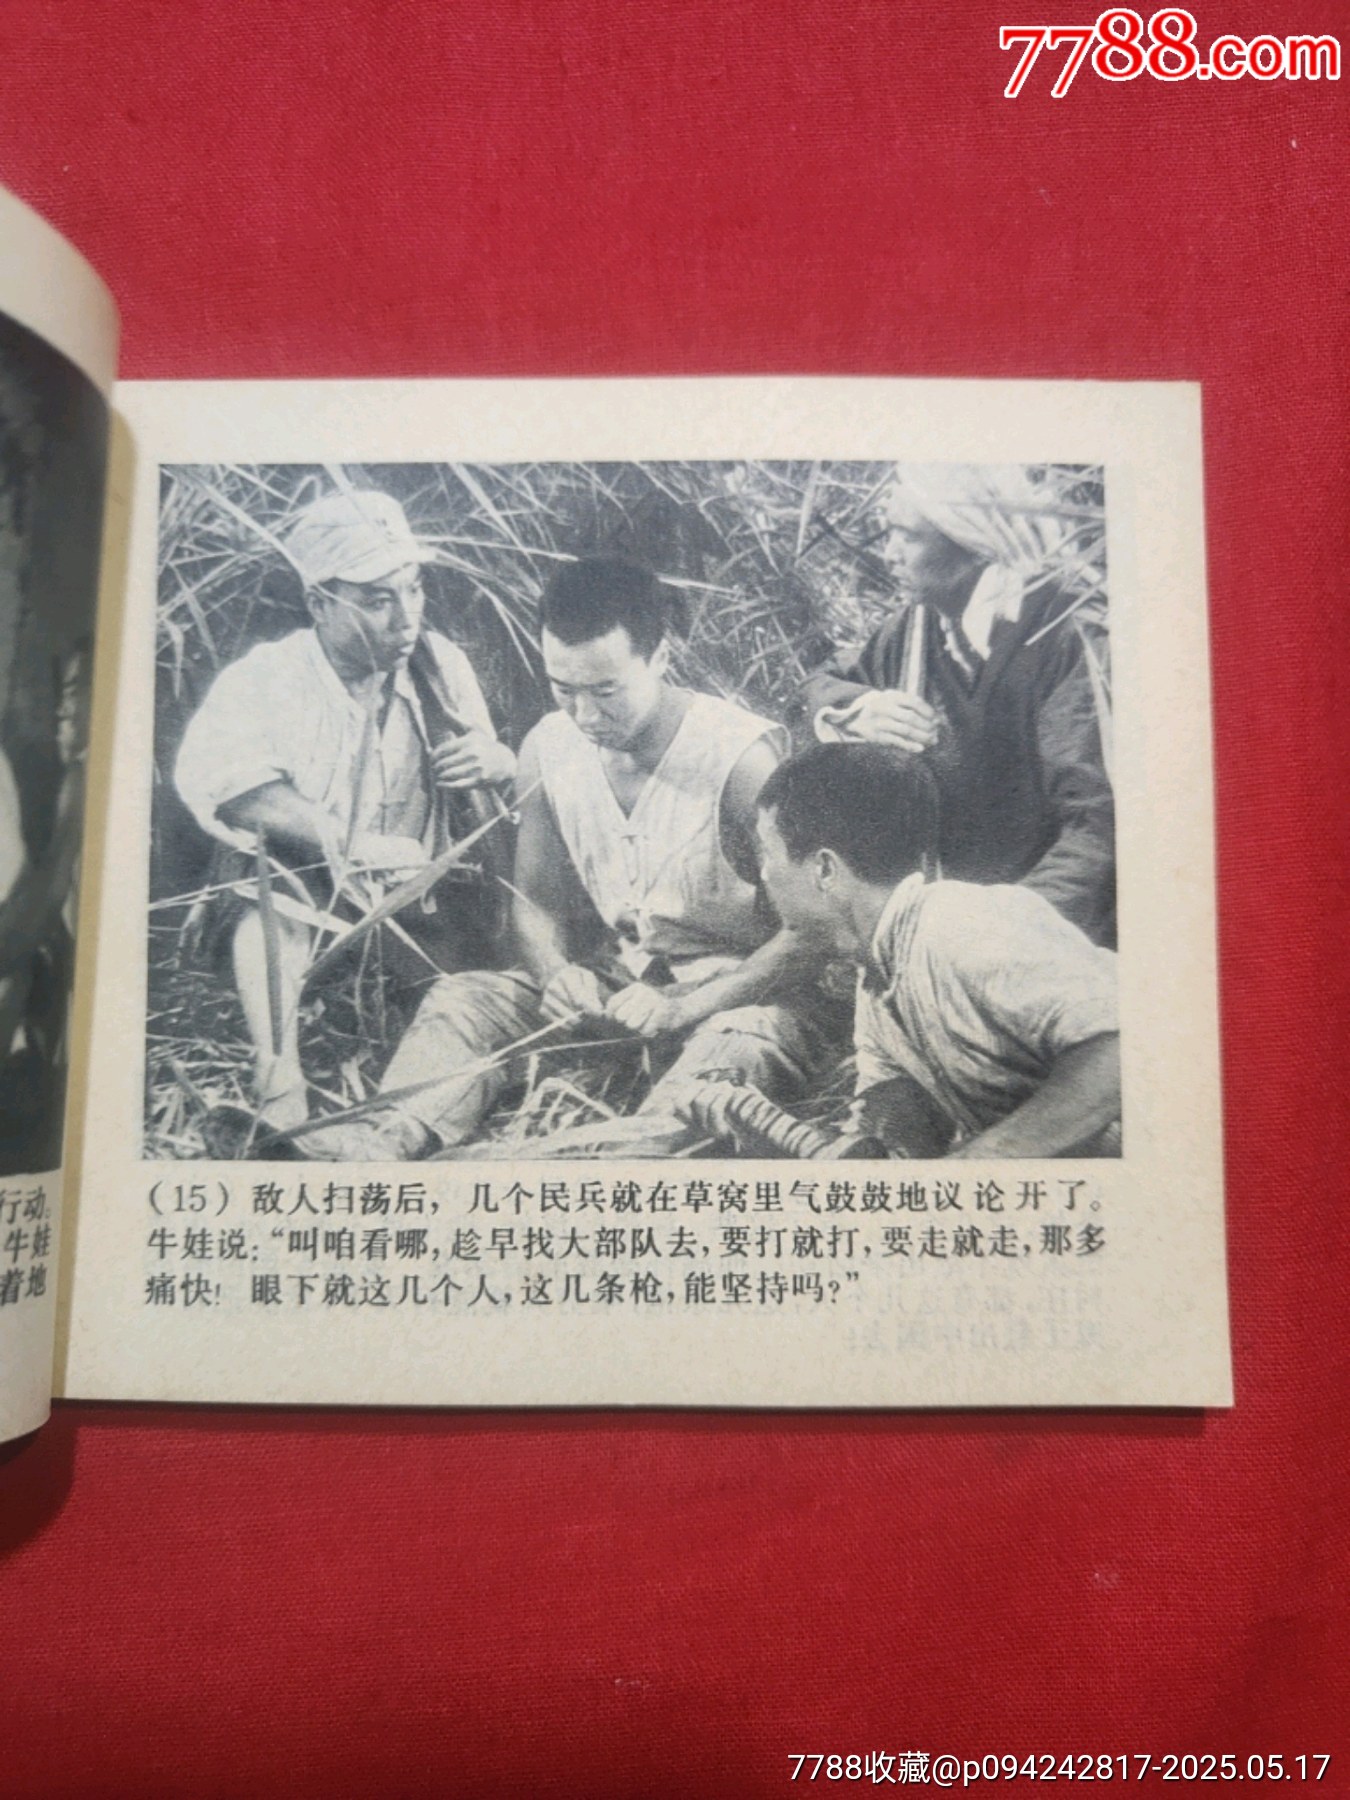 7788.com
行动,
牛娃
着地
(15) 敌人扫荡后，几个民兵就在草窝里气鼓鼓地议论开了。
牛娃说:“叫咱看哪,趁早找大部队去,要打就打,要走就走,那多
痛快! 眼下就这几个人,这几条枪,能坚持吗?”
7788收藏@p094242817-2025.05.17